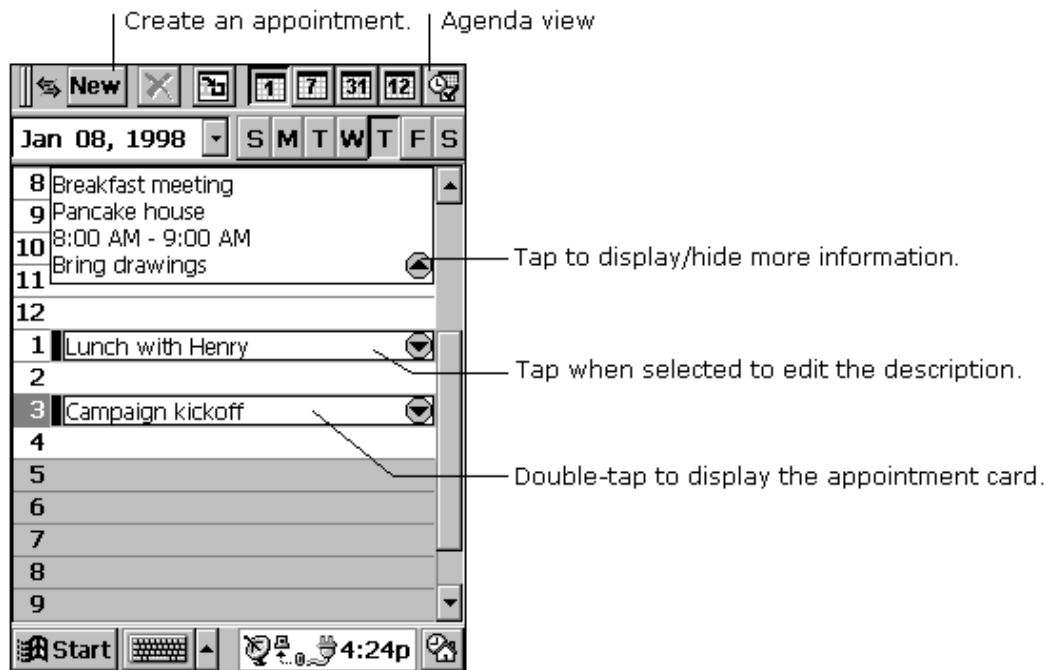 Create an appointment. Agenda view
New 1 7 31 12
Jan 08, 1998 S M T W T F S
8 Breakfast meeting
9 Pancake house
10 8:00 AM - 9:00 AM
11 Bring drawings
Tap to display/hide more information.
12
1 Lunch with Henry
Tap when selected to edit the description.
2
3 Campaign kickoff
4
Double-tap to display the appointment card.
5
6
7
8
9
Start 4:24p